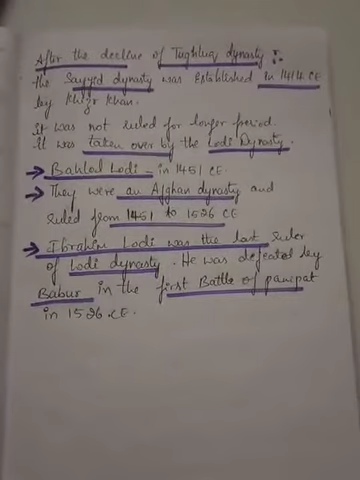 After the decline of Tughluq dynasty :-
the Sayyid dynasty was established in 1414 CE
by Khizr Khan.
It was not ruled for longer period.
It was taken over by the Lodi Dynasty.
→ Bahlol Lodi - in 1451 CE.
→ They were an Afghan dynasty and
ruled from 1451 to 1526 CE
→ Ibrahim Lodi was the last ruler
of Lodi dynasty. He was defeated by
Babur in the first Battle of panipat
in 1526 CE.